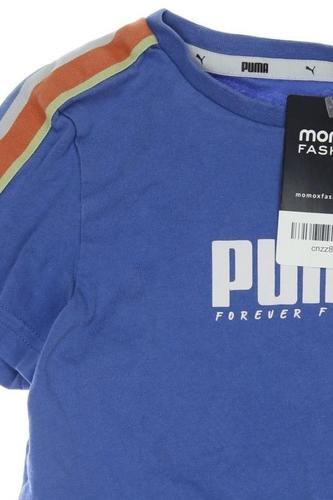 PUMA
momox
FASH
momoxfas
cnzz8
PUM
FOREVER F